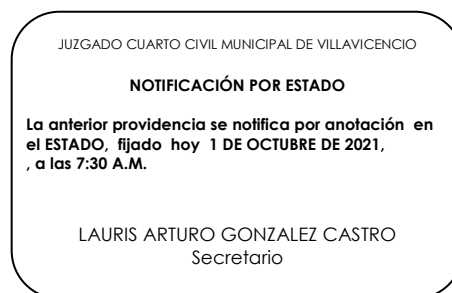 JUZGADO CUARTO CIVIL MUNICIPAL DE VILLAVICENCIO
NOTIFICACIÓN POR ESTADO
La anterior providencia se notifica por anotación en
el ESTADO, fijado hoy 1 DE OCTUBRE DE 2021,
, a las 7:30 A.M.
LAURIS ARTURO GONZALEZ CASTRO
Secretario